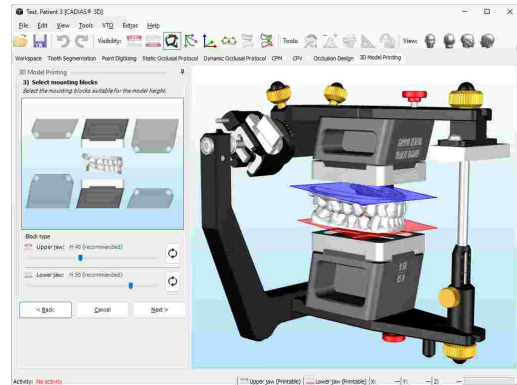 Test, Patient 3 [CADIAS® 3D]
File Edit View Tools VTO Extras Help
Visibility: Tools: View:
Workspace Tooth Segmentation Point Digitizing Static Occlusal Protocol Dynamic Occlusal Protocol CPM CPV Occlusion Design 3D Model Printing
3D Model Printing
3) Select mounting blocks
Select the mounting blocks suitable for the model height.
Block type
Upper jaw: H 40 (recommended)
Lower jaw: H 50 (recommended)
< Back Cancel Next >
GAMMA DENTAL
Activity: No activity Upper jaw (Printable) Lower jaw (Printable) X: —| Y: —| Z: —